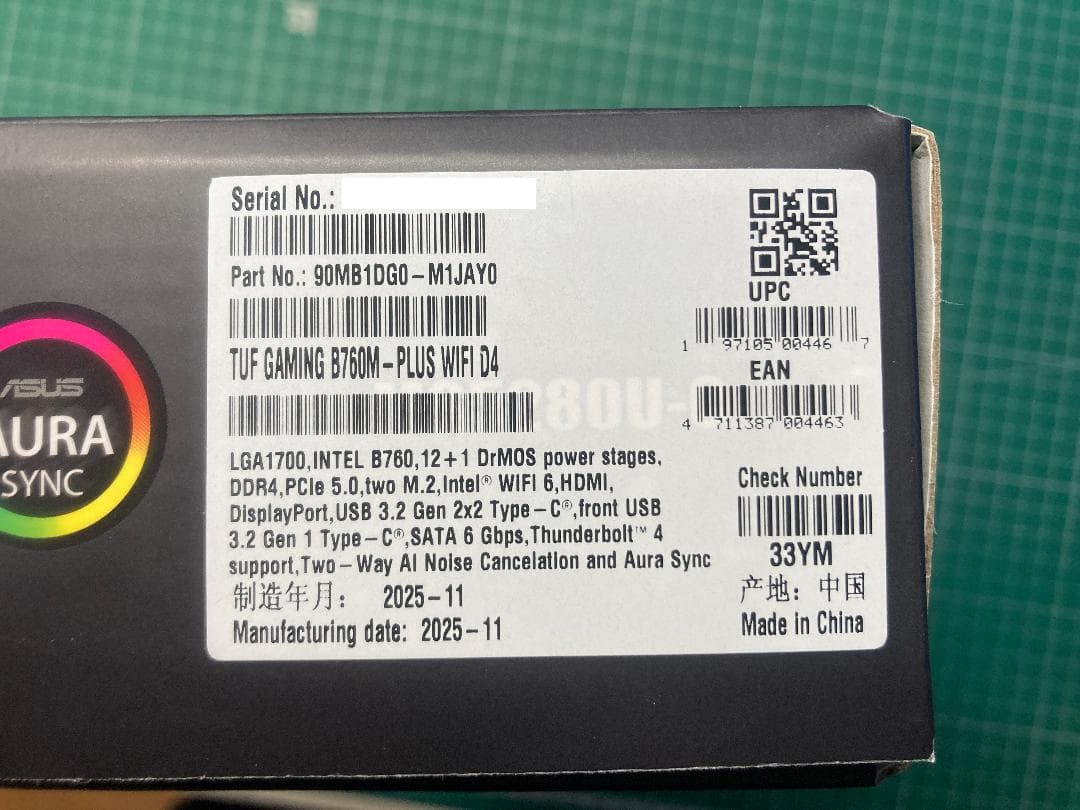 Serial No.:
Part No.: 90MB1DG0-M1JAY0
TUF GAMING B760M-PLUS WIFI D4
LGA1700,INTEL B760,12+1 DrMOS power stages,
DDR4,PCIe 5.0,two M.2,Intel® WIFI 6,HDMI,
DisplayPort,USB 3.2 Gen 2x2 Type-C®,front USB
3.2 Gen 1 Type-C®,SATA 6 Gbps,Thunderbolt™ 4
support,Two-Way AI Noise Cancelation and Aura Sync
制造年月: 2025-11
Manufacturing date: 2025-11
UPC
1 97105 00446 7
EAN
4 711387 004463
Check Number
33YM
产地: 中国
Made in China
ASUS
AURA
SYNC